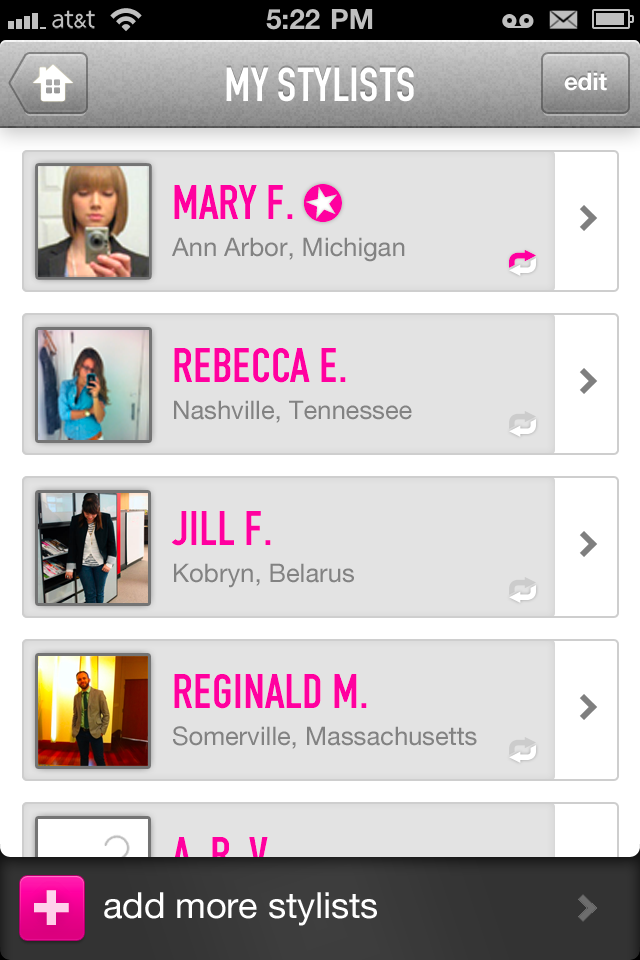 at&t 5:22 PM
MY STYLISTS
edit
MARY F.
Ann Arbor, Michigan
REBECCA E.
Nashville, Tennessee
JILL F.
Kobryn, Belarus
REGINALD M.
Somerville, Massachusetts
add more stylists